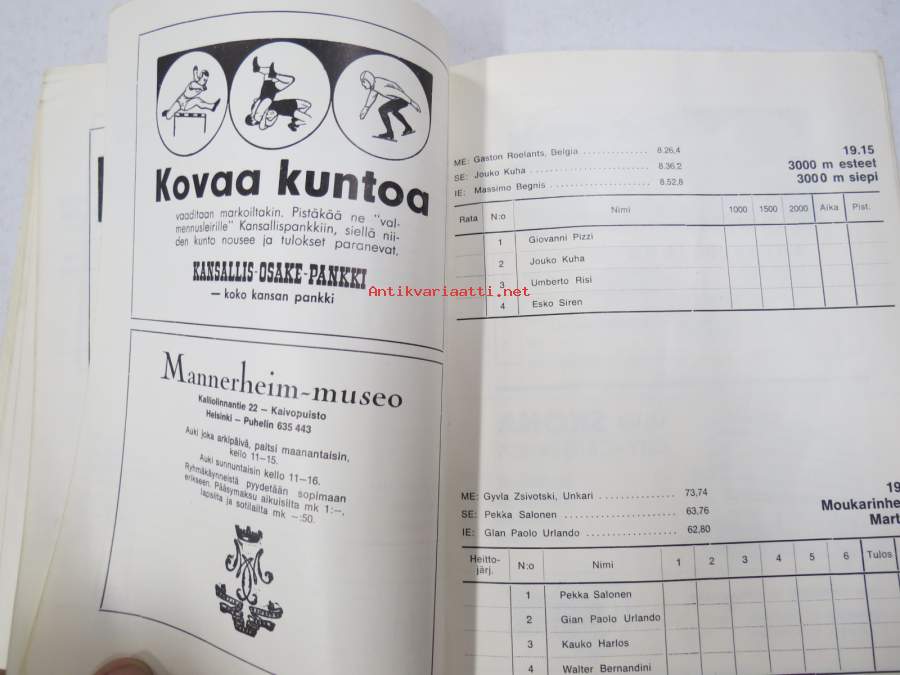 Kovaa kuntoa
vaaditaan markoiltakin. Pistäkää ne "val-
mennusleirille" Kansallispankkiin, siellä nii-
den kunto nousee ja tulokset paranevat.
KANSALLIS-OSAKE-PANKKI
— koko kansan pankki
Mannerheim-museo
Kalliolinnantie 22 – Kaivopuisto
Helsinki – Puhelin 635 443
Auki joka arkipäivä, paitsi maanantaisin,
kello 11–15.
Auki sunnuntaisin kello 11–16.
Ryhmäkäynneistä pyydetään sopimaan
erikseen. Pääsymaksu aikuisilta mk 1:–,
lapsilta ja sotilailta mk –:50.
Antikvariaatti.net
19.15
ME: Gaston Roelants, Belgia .............. 8.26,4
3000 m esteet
SE: Jouko Kuha .............. 8.36.2
3000 m siepi
IE: Massimo Begnis .............. 8.52,8
Rata N:o Nimi 1000 1500 2000 Aika Pist.
1 Giovanni Pizzi
2 Jouko Kuha
3 Umberto Risi
4 Esko Siren
19
ME: Gyvla Zsivotski, Unkari .............. 73,74
Moukarinhe
SE: Pekka Salonen .............. 63,76
Mart
IE: Gian Paolo Urlando .............. 62,80
Heitto-
järj. N:o Nimi 1 2 3 4 5 6 Tulos
1 Pekka Salonen
2 Gian Paolo Urlando
3 Kauko Harlos
4 Walter Bernandini